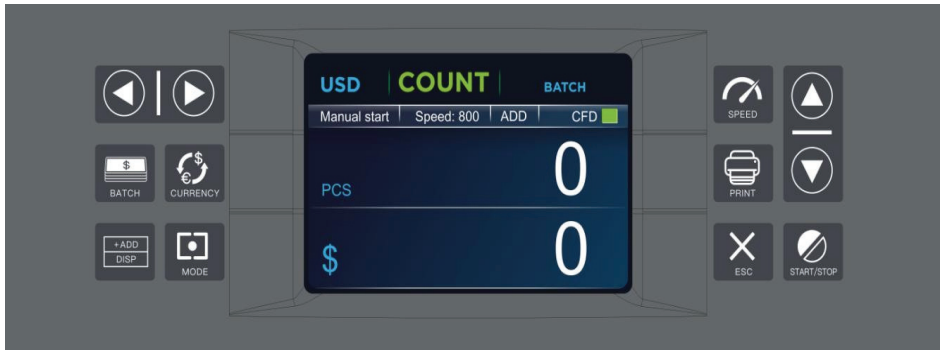 USD COUNT BATCH
Manual start Speed: 800 ADD CFD
PCS 0
$ 0
$
BATCH
$
€
CURRENCY
+ADD
DISP
MODE
SPEED
PRINT
ESC
START/STOP